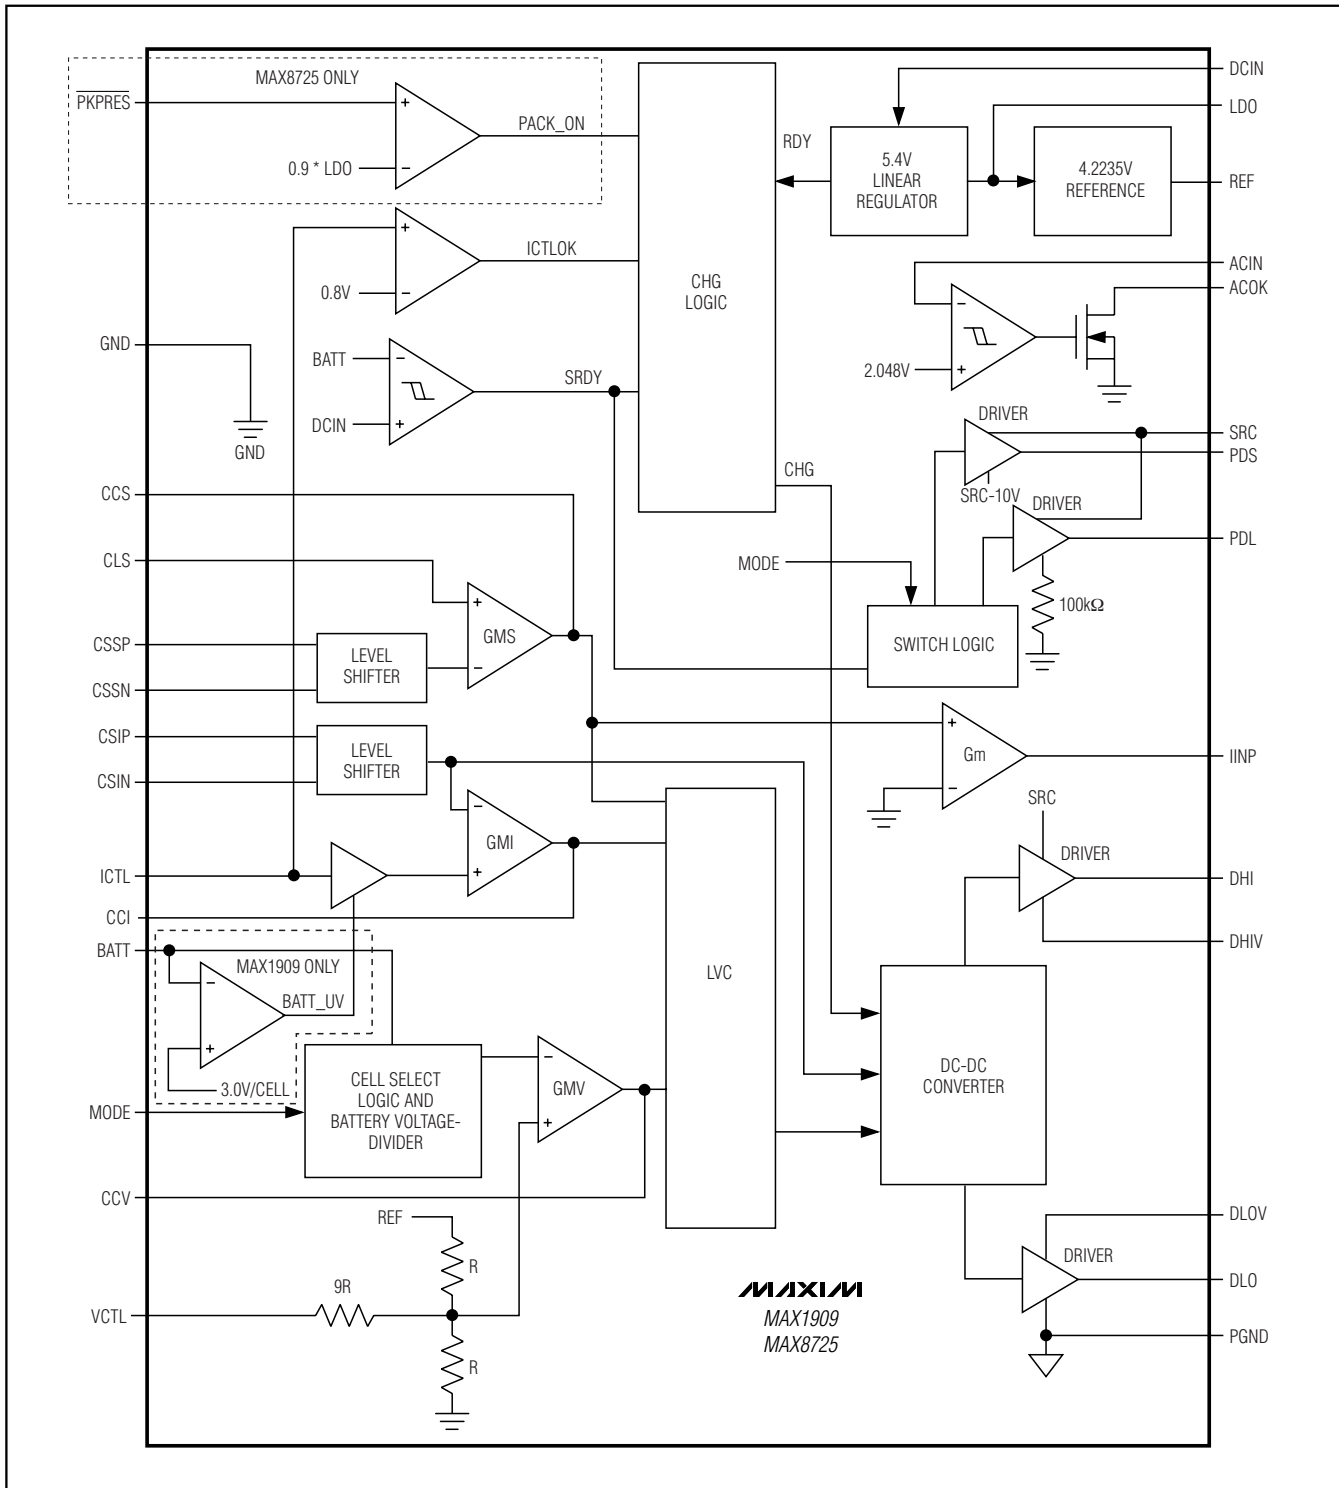 MAX8725 ONLY
PKPRES
+
PACK_ON
0.9 * LDO
−
+
ICTLOK
0.8V
−
GND
BATT
−
SRDY
DCIN
+
GND
CHG
LOGIC
RDY
CHG
5.4V
LINEAR
REGULATOR
4.2235V
REFERENCE
DCIN
LDO
REF
ACIN
ACOK
−
2.048V
+
DRIVER
SRC
PDS
SRC-10V
DRIVER
PDL
MODE
100kΩ
SWITCH LOGIC
CCS
CLS
+
GMS
−
CSSP
LEVEL
SHIFTER
CSSN
CSIP
LEVEL
SHIFTER
CSIN
−
GMI
+
ICTL
CCI
BATT
MAX1909 ONLY
−
BATT_UV
+
3.0V/CELL
MODE
CELL SELECT
LOGIC AND
BATTERY VOLTAGE-
DIVIDER
−
GMV
+
CCV
REF
R
9R
VCTL
R
LVC
+
Gm
−
IINP
SRC
DRIVER
DHI
DHIV
DC-DC
CONVERTER
DLOV
DRIVER
DLO
PGND
MAXIM
MAX1909
MAX8725